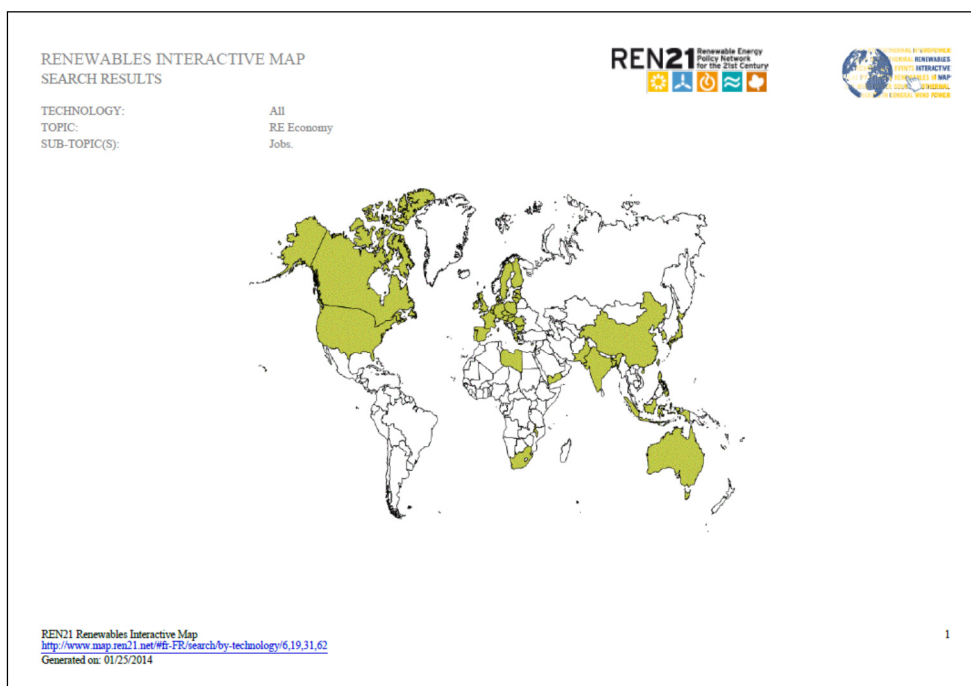 RENEWABLES INTERACTIVE MAP
SEARCH RESULTS
REN21 Renewable Energy
Policy Network
for the 21st Century
RENEWABLES
INTERACTIVE
MAP
TECHNOLOGY: All
TOPIC: RE Economy
SUB-TOPIC(S): Jobs.
REN21 Renewables Interactive Map
http://www.map.ren21.net/#fr-FR/search/by-technology/6,19,31,62
Generated on: 01/25/2014
1